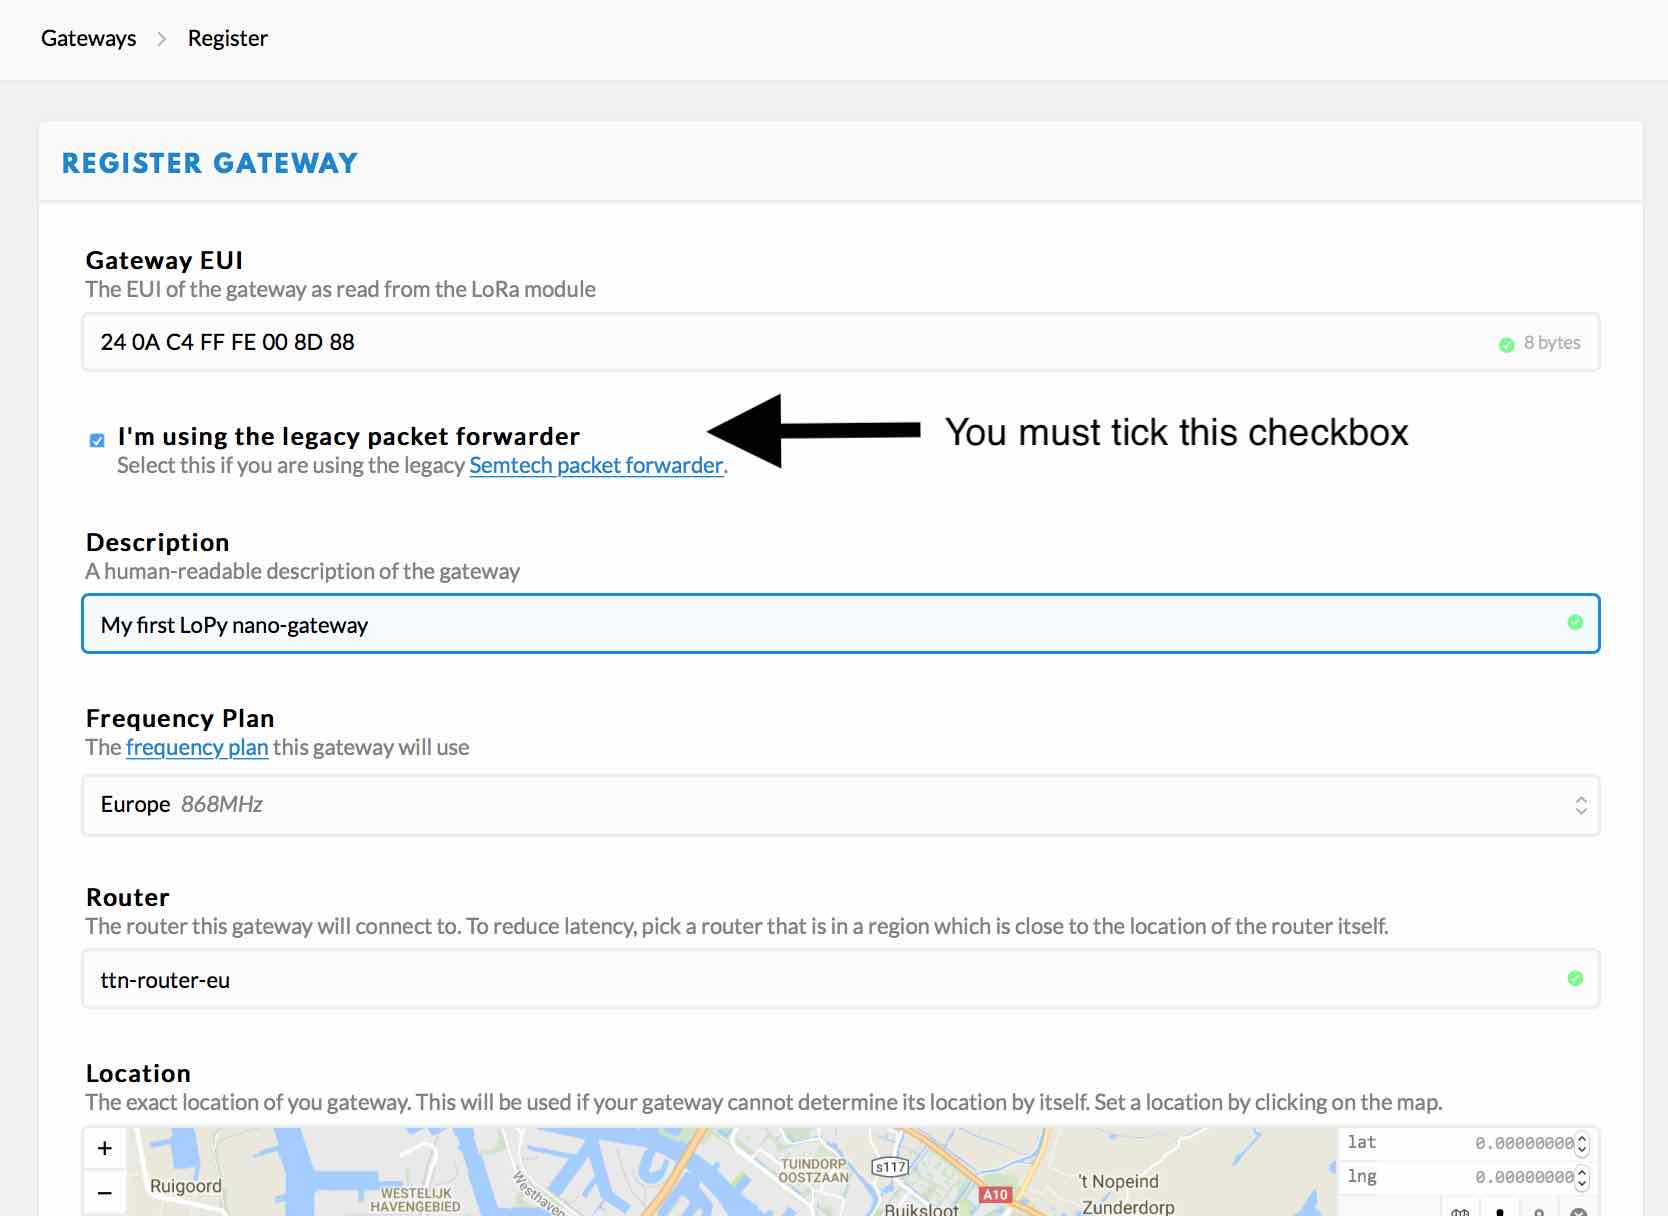 Gateways > Register
REGISTER GATEWAY
Gateway EUI
The EUI of the gateway as read from the LoRa module
24 0A C4 FF FE 00 8D 88
8 bytes
I'm using the legacy packet forwarder
Select this if you are using the legacy Semtech packet forwarder.
You must tick this checkbox
Description
A human-readable description of the gateway
My first LoPy nano-gateway
Frequency Plan
The frequency plan this gateway will use
Europe 868MHz
Router
The router this gateway will connect to. To reduce latency, pick a router that is in a region which is close to the location of the router itself.
ttn-router-eu
Location
The exact location of you gateway. This will be used if your gateway cannot determine its location by itself. Set a location by clicking on the map.
+
−
Ruigoord
WESTELIJK
HAVENGEBIED
Westhaven
TUINDORP
OOSTZAAN
s117
A10
Buiksloot
't Nopeind
Zunderdorp
lat 0.00000000
lng 0.00000000